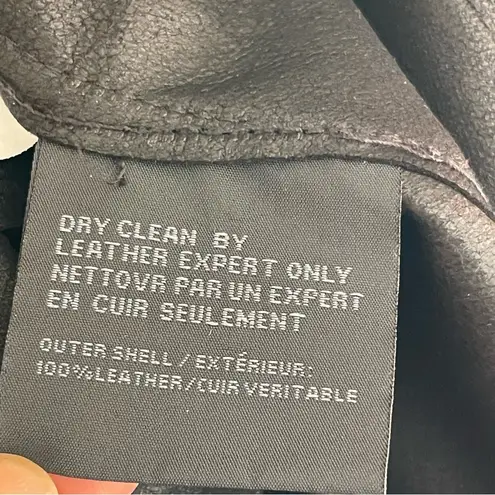 DRY CLEAN BY
LEATHER EXPERT ONLY
NETTOVR PAR UN EXPERT
EN CUIR SEULEMENT
OUTER SHELL / EXTÉRIEUR:
100%LEATHER/CUIR VERITABLE